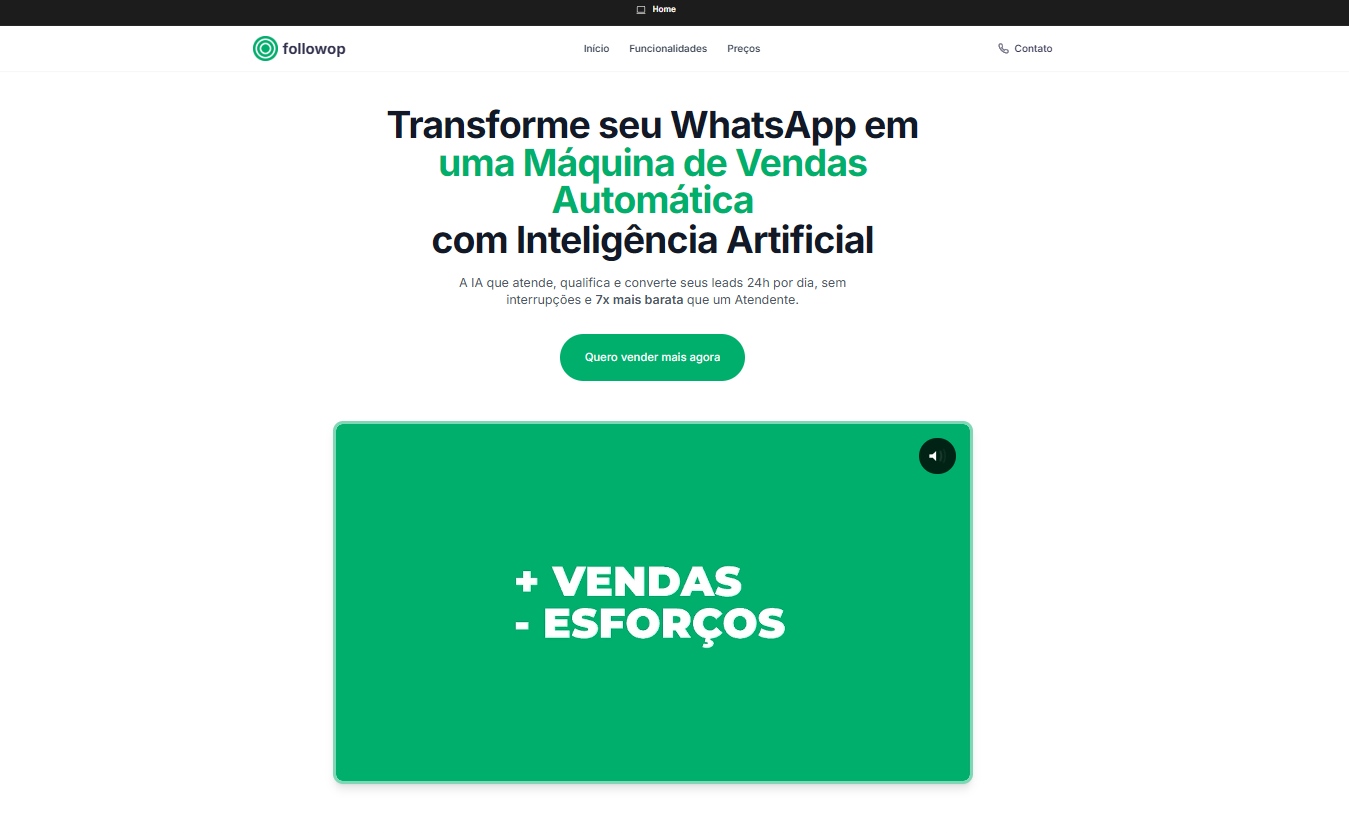 Home
followop
Início
Funcionalidades
Preços
Contato
Transforme seu WhatsApp em
uma Máquina de Vendas
Automática
com Inteligência Artificial
A IA que atende, qualifica e converte seus leads 24h por dia, sem
interrupções e 7x mais barata que um Atendente.
Quero vender mais agora
+ VENDAS
- ESFORÇOS